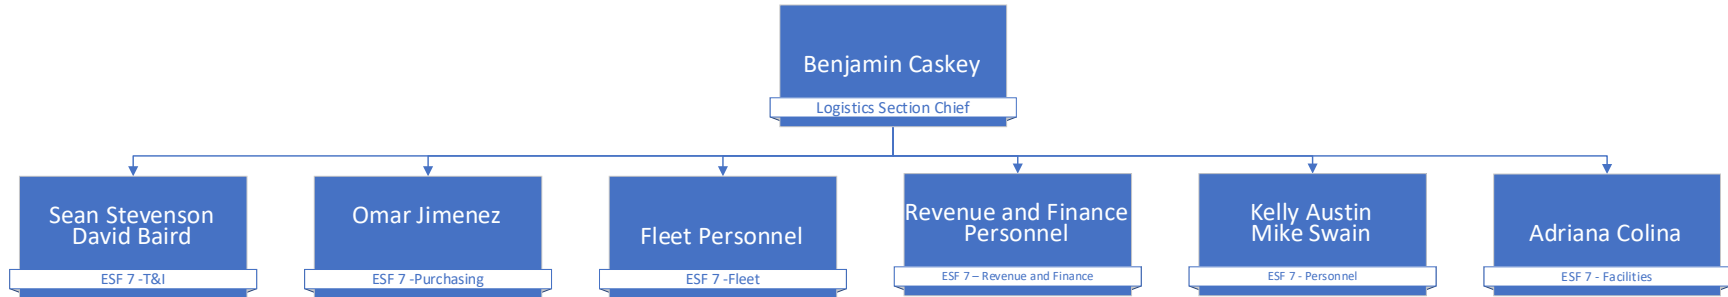 Benjamin Caskey
Logistics Section Chief
Sean Stevenson
David Baird
ESF 7 -T&I
Omar Jimenez
ESF 7 -Purchasing
Fleet Personnel
ESF 7 -Fleet
Revenue and Finance
Personnel
ESF 7 – Revenue and Finance
Kelly Austin
Mike Swain
ESF 7 - Personnel
Adriana Colina
ESF 7 - Facilities